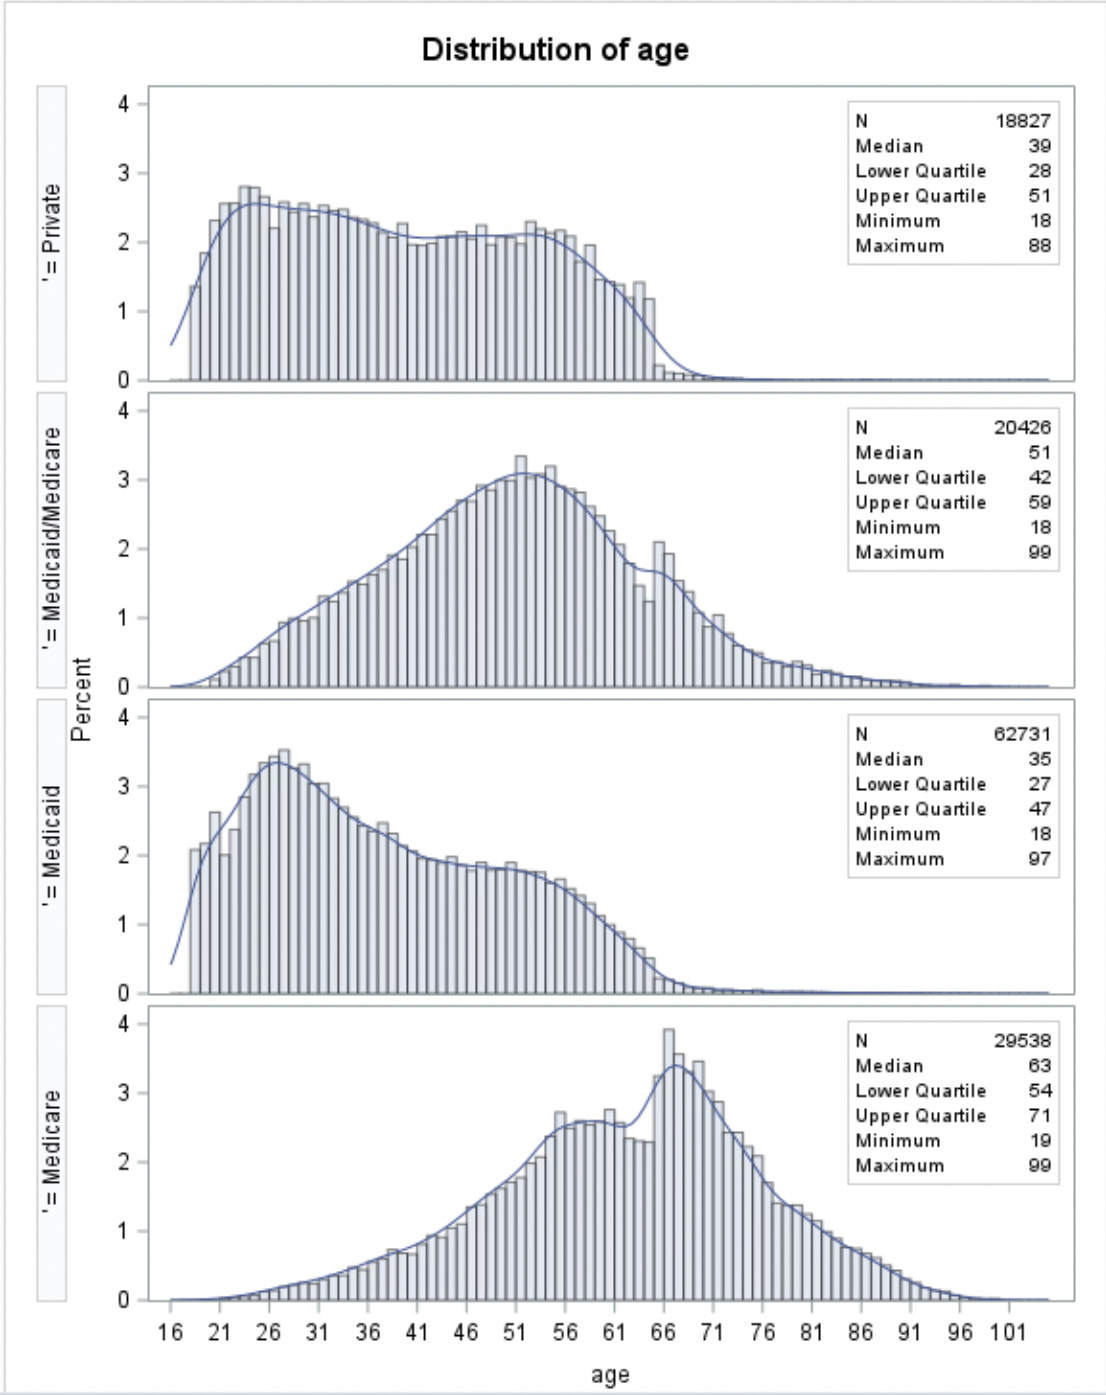 Distribution of age
' = Private
4
3
2
1
0
N 18827
Median 39
Lower Quartile 28
Upper Quartile 51
Minimum 18
Maximum 88
' = Medicaid/Medicare
4
3
2
1
0
N 20426
Median 51
Lower Quartile 42
Upper Quartile 59
Minimum 18
Maximum 99
Percent
' = Medicaid
4
3
2
1
0
N 62731
Median 35
Lower Quartile 27
Upper Quartile 47
Minimum 18
Maximum 97
' = Medicare
4
3
2
1
0
N 29538
Median 63
Lower Quartile 54
Upper Quartile 71
Minimum 19
Maximum 99
16 21 26 31 36 41 46 51 56 61 66 71 76 81 86 91 96 101
age